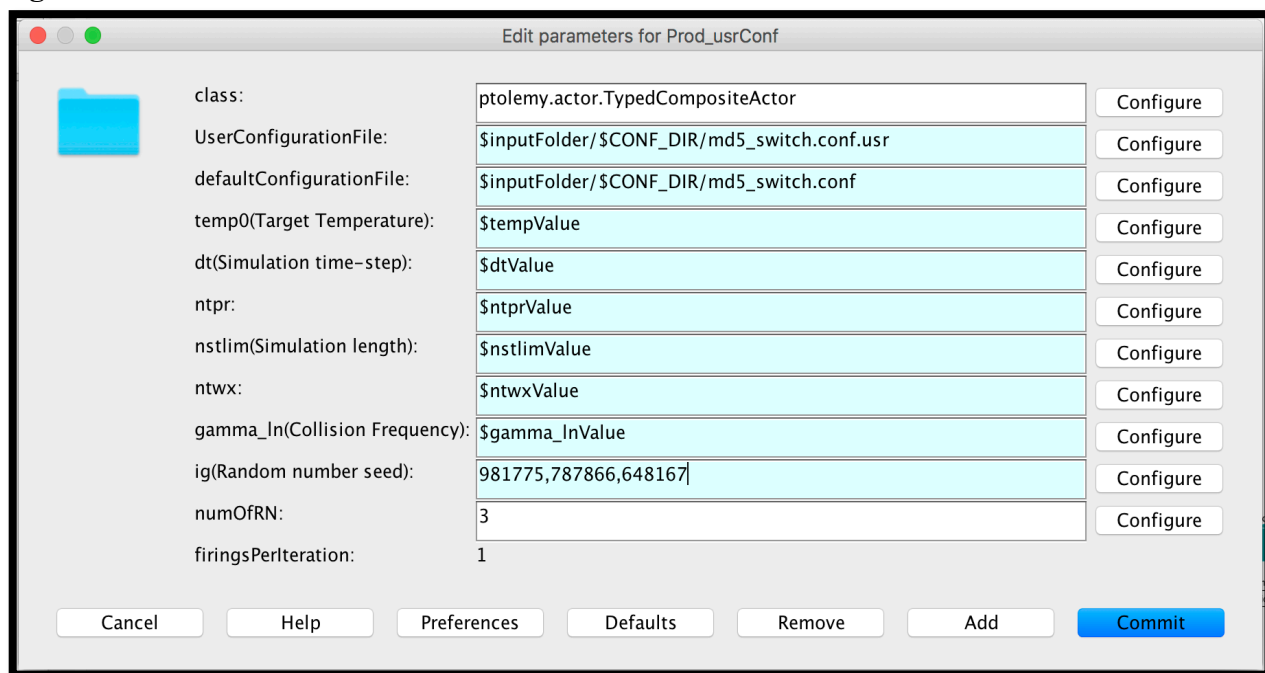 Edit parameters for Prod_usrConf
class: ptolemy.actor.TypedCompositeActor Configure
UserConfigurationFile: $inputFolder/$CONF_DIR/md5_switch.conf.usr Configure
defaultConfigurationFile: $inputFolder/$CONF_DIR/md5_switch.conf Configure
temp0(Target Temperature): $tempValue Configure
dt(Simulation time-step): $dtValue Configure
ntpr: $ntprValue Configure
nstlim(Simulation length): $nstlimValue Configure
ntwx: $ntwxValue Configure
gamma_ln(Collision Frequency): $gamma_lnValue Configure
ig(Random number seed): 981775,787866,648167 Configure
numOfRN: 3 Configure
firingsPerIteration: 1
Cancel Help Preferences Defaults Remove Add Commit